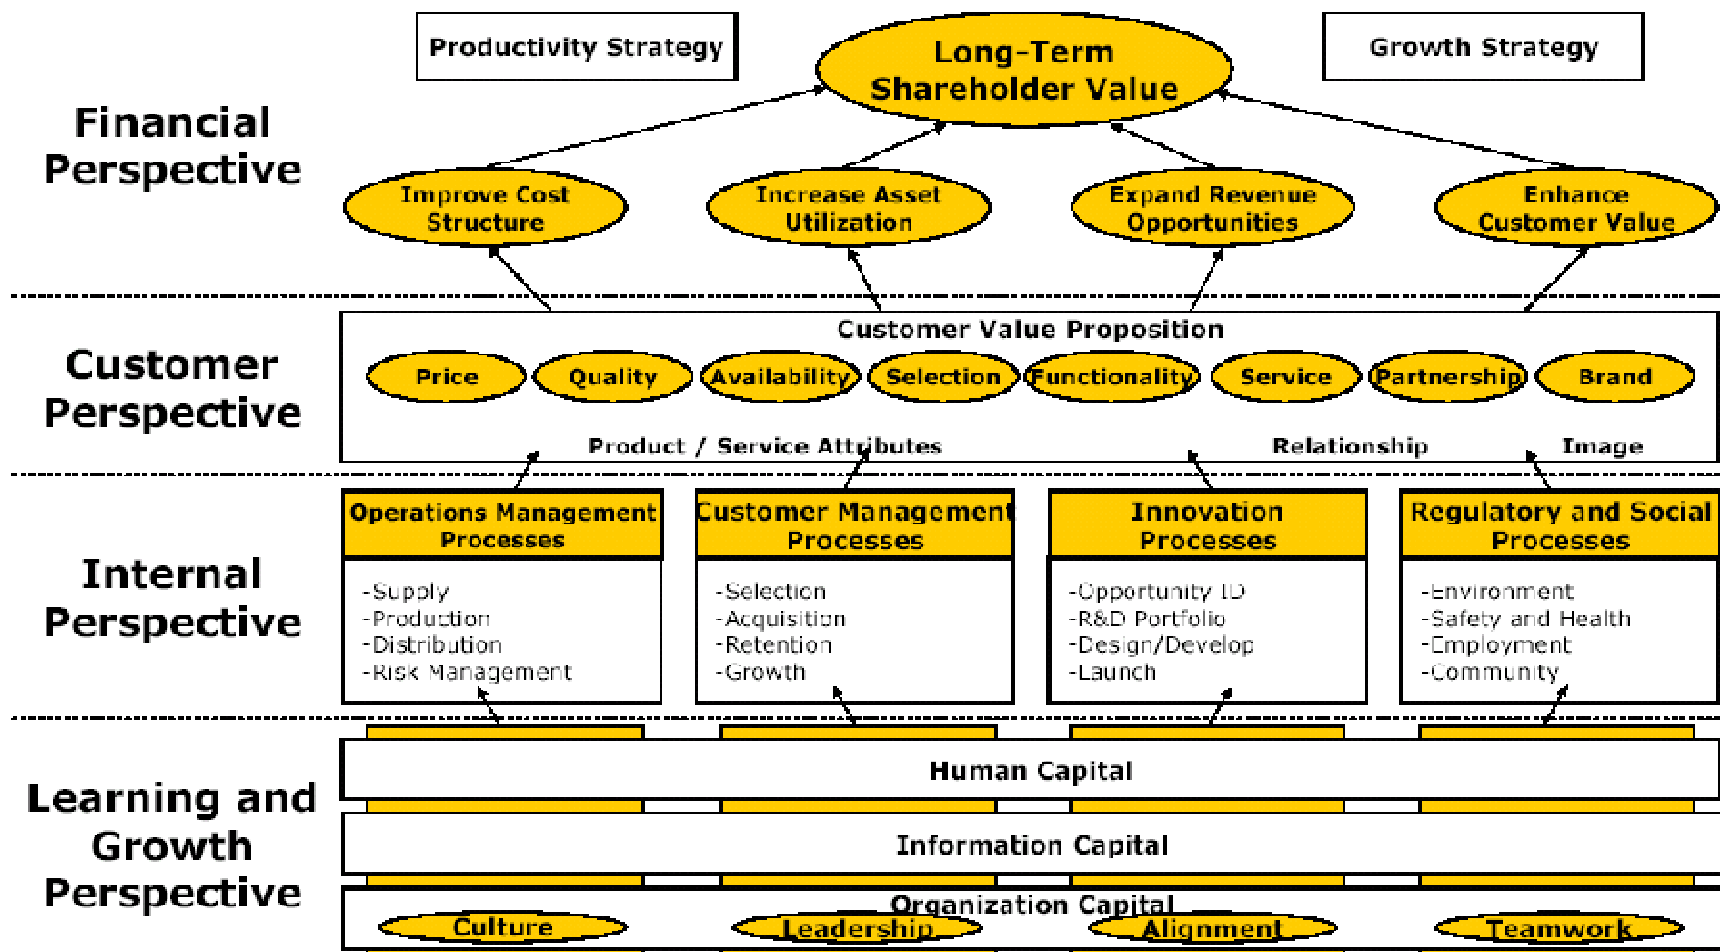 Productivity Strategy
Long-Term
Shareholder Value
Growth Strategy
Financial
Perspective
Improve Cost
Structure
Increase Asset
Utilization
Expand Revenue
Opportunities
Enhance
Customer Value
Customer
Perspective
Customer Value Proposition
Price
Quality
Availability
Selection
Functionality
Service
Partnership
Brand
Product / Service Attributes
Relationship
Image
Internal
Perspective
Operations Management
Processes
-Supply
-Production
-Distribution
-Risk Management
Customer Management
Processes
-Selection
-Acquisition
-Retention
-Growth
Innovation
Processes
-Opportunity ID
-R&D Portfolio
-Design/Develop
-Launch
Regulatory and Social
Processes
-Environment
-Safety and Health
-Employment
-Community
Learning and
Growth
Perspective
Human Capital
Information Capital
Organization Capital
Culture
Leadership
Alignment
Teamwork